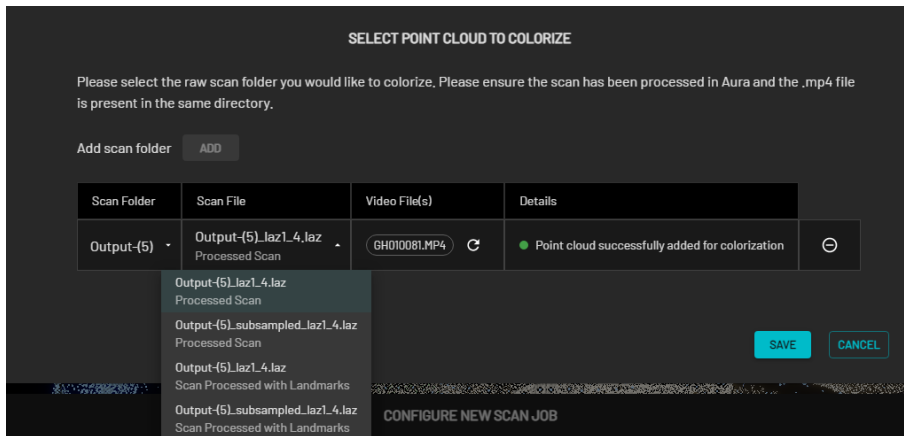 SELECT POINT CLOUD TO COLORIZE
Please select the raw scan folder you would like to colorize. Please ensure the scan has been processed in Aura and the .mp4 file
is present in the same directory.
Add scan folder ADD
Scan Folder Scan File Video File(s) Details
Output-(5) Output-(5)_laz1_4.laz GH010081.MP4 Point cloud successfully added for colorization
Processed Scan
Output-(5)_laz1_4.laz
Processed Scan
Output-(5)_subsampled_laz1_4.laz
Processed Scan
Output-(5)_laz1_4.laz
Scan Processed with Landmarks
Output-(5)_subsampled_laz1_4.laz
Scan Processed with Landmarks
SAVE CANCEL
CONFIGURE NEW SCAN JOB